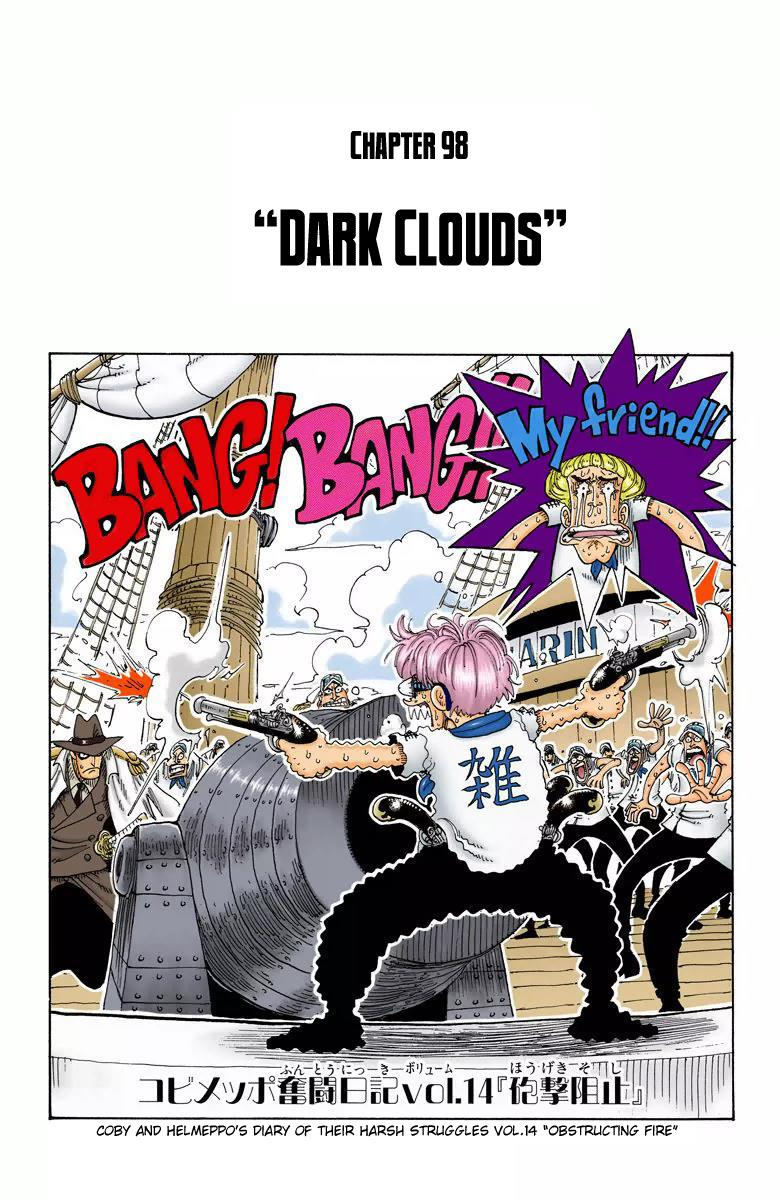 CHAPTER 98
"DARK CLOUDS"
BANG! BANG!!
My friend!!
ARIN
雑
ふんとうにっき ボリューム ほうげきそし
コビメッポ奮闘日記vol.14『砲撃阻止』
COBY AND HELMEPPO'S DIARY OF THEIR HARSH STRUGGLES VOL.14 "OBSTRUCTING FIRE"